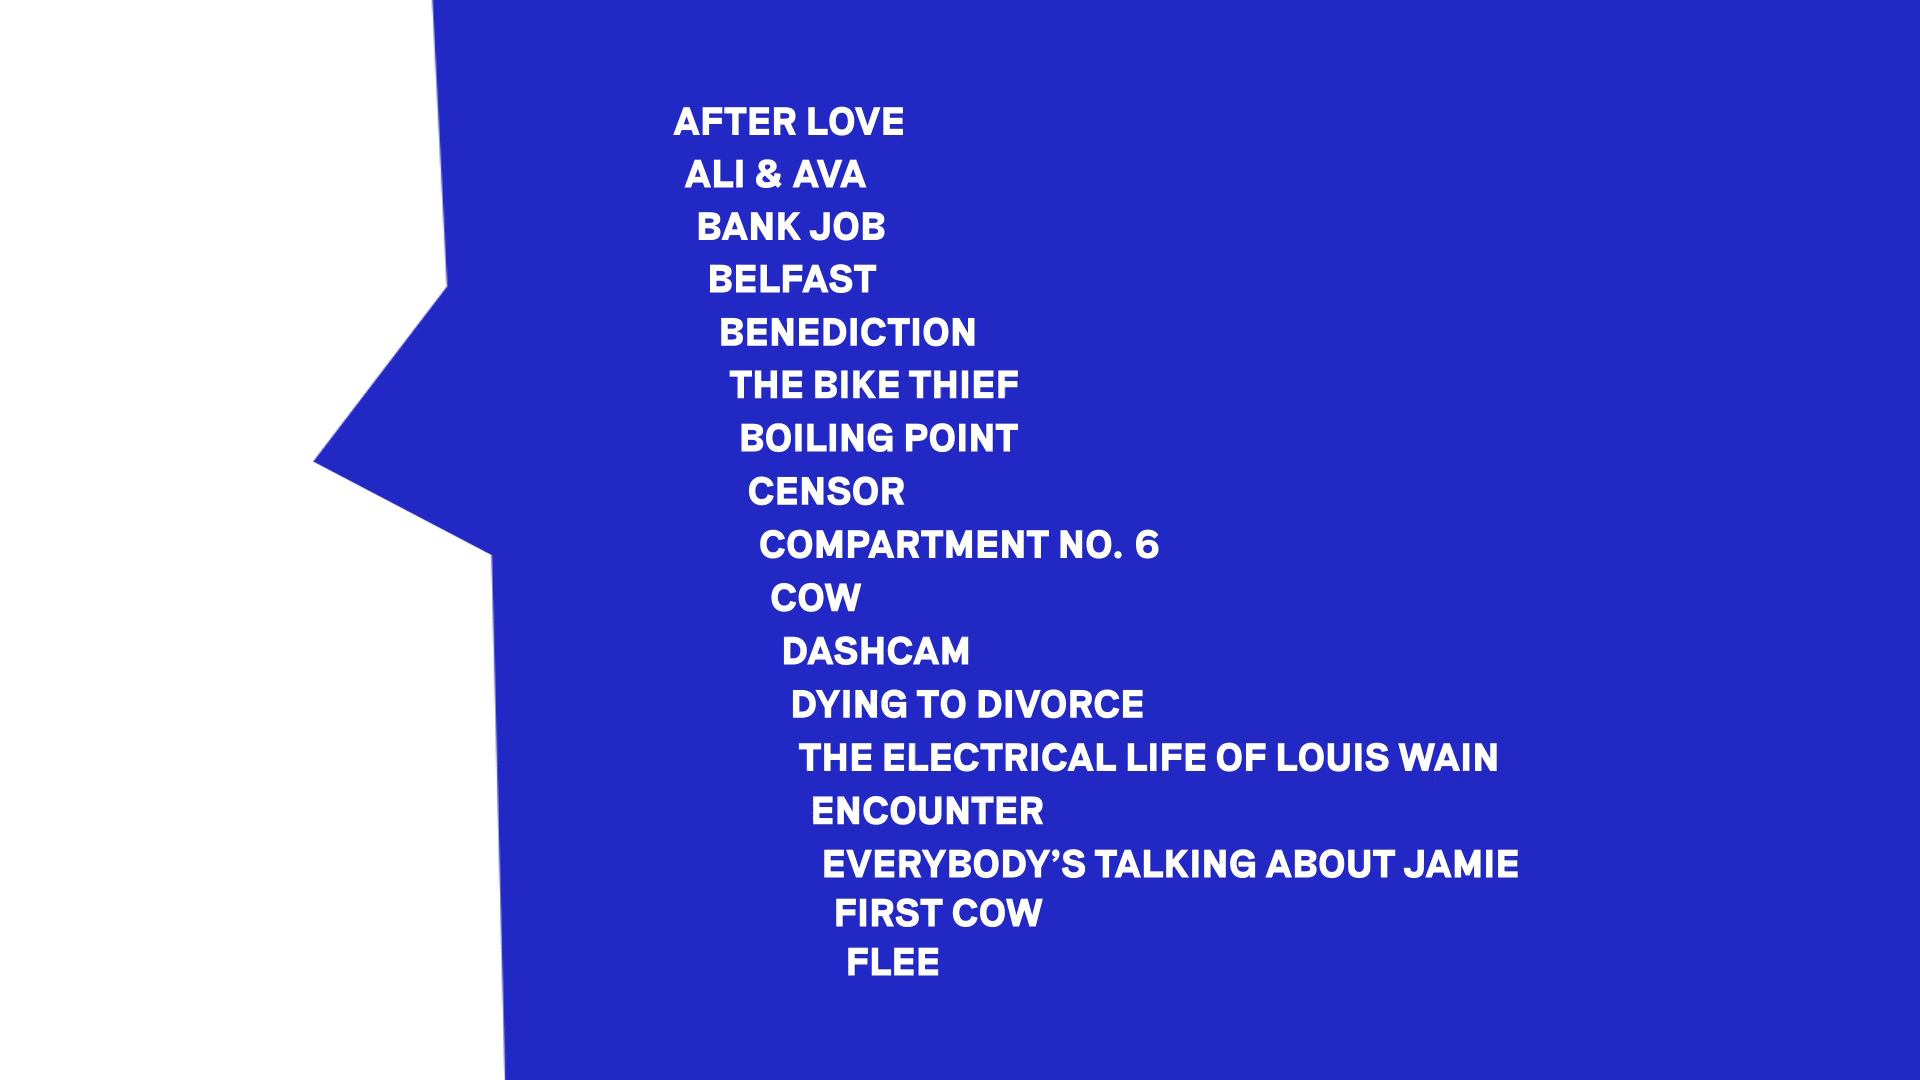 AFTER LOVE
ALI & AVA
BANK JOB
BELFAST
BENEDICTION
THE BIKE THIEF
BOILING POINT
CENSOR
COMPARTMENT NO. 6
COW
DASHCAM
DYING TO DIVORCE
THE ELECTRICAL LIFE OF LOUIS WAIN
ENCOUNTER
EVERYBODY’S TALKING ABOUT JAMIE
FIRST COW
FLEE